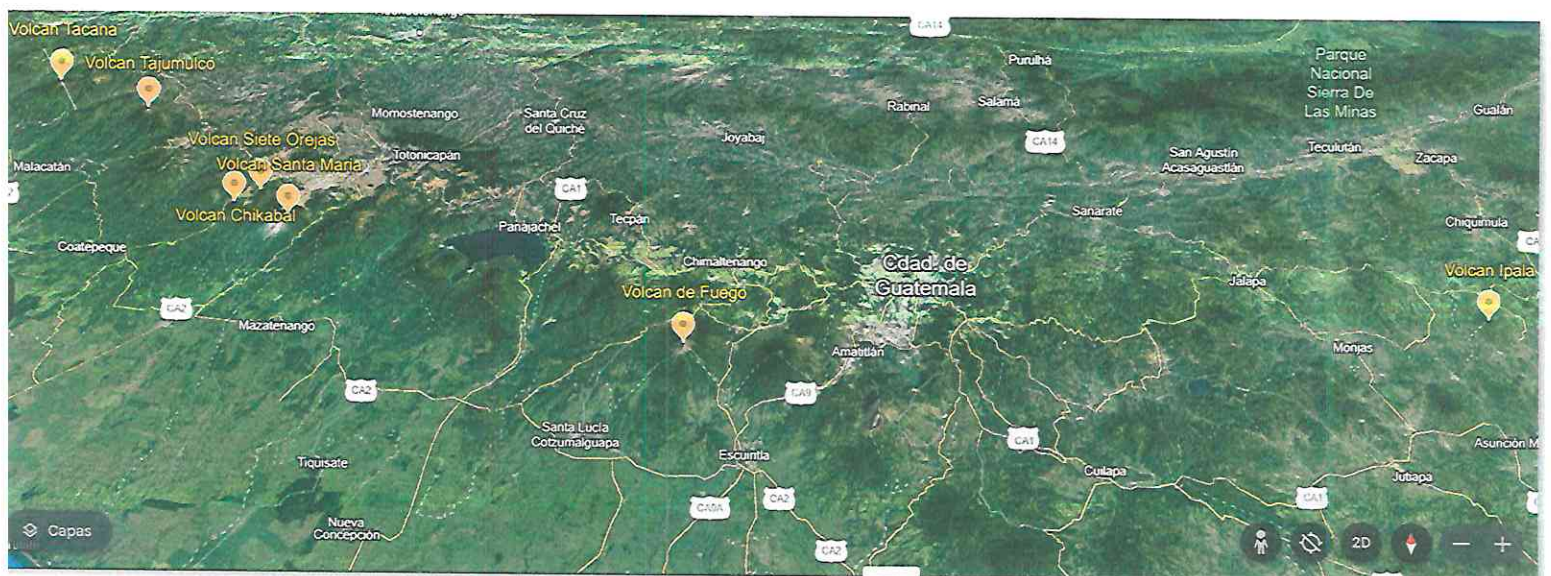 Volcan Tacana
Volcan Tajumulco
CA14
Purulhá
Parque
Nacional
Sierra De
Las Minas
Momostenango
Santa Cruz
del Quiché
Rabinal
Salamá
Gualán
Volcan Siete Orejas
Joyabaj
CA14
Teculután
Malacatán
Volcan Santa Maria
Totonicapán
San Agustín
Acasaguastlán
Zacapa
CA1
Volcan Chikabal
Panajachel
Tecpán
Sanarate
Chiquimula
Coatepeque
CA
Chimaltenango
Cdad. de
Guatemala
Volcan Ipala
Jalapa
Volcan de Fuego
CA2
Mazatenango
Amatitlán
Monjas
CA2
CA9
Santa Lucía
Cotzumalguapa
CA1
Asunción M
Escuintla
Tiquisate
Cuilapa
Jutiapa
CA2
CA9A
CA1
Nueva
Concepción
Capas
CA2
2D